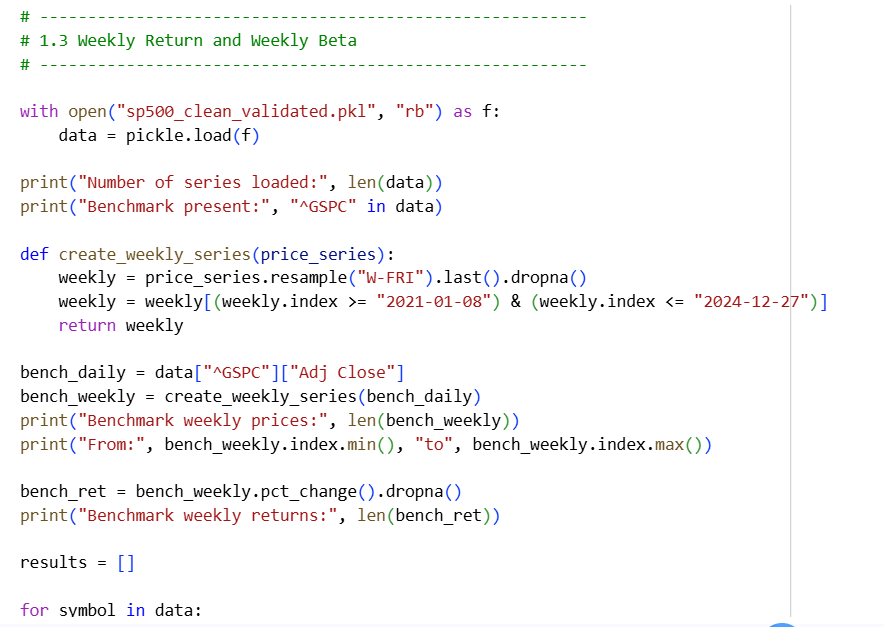 # ---------------------------------------------------------
# 1.3 Weekly Return and Weekly Beta
# ---------------------------------------------------------
with open("sp500_clean_validated.pkl", "rb") as f:
    data = pickle.load(f)
print("Number of series loaded:", len(data))
print("Benchmark present:", "^GSPC" in data)
def create_weekly_series(price_series):
    weekly = price_series.resample("W-FRI").last().dropna()
    weekly = weekly[(weekly.index >= "2021-01-08") & (weekly.index <= "2024-12-27")]
    return weekly
bench_daily = data["^GSPC"]["Adj Close"]
bench_weekly = create_weekly_series(bench_daily)
print("Benchmark weekly prices:", len(bench_weekly))
print("From:", bench_weekly.index.min(), "to", bench_weekly.index.max())
bench_ret = bench_weekly.pct_change().dropna()
print("Benchmark weekly returns:", len(bench_ret))
results = []
for symbol in data: